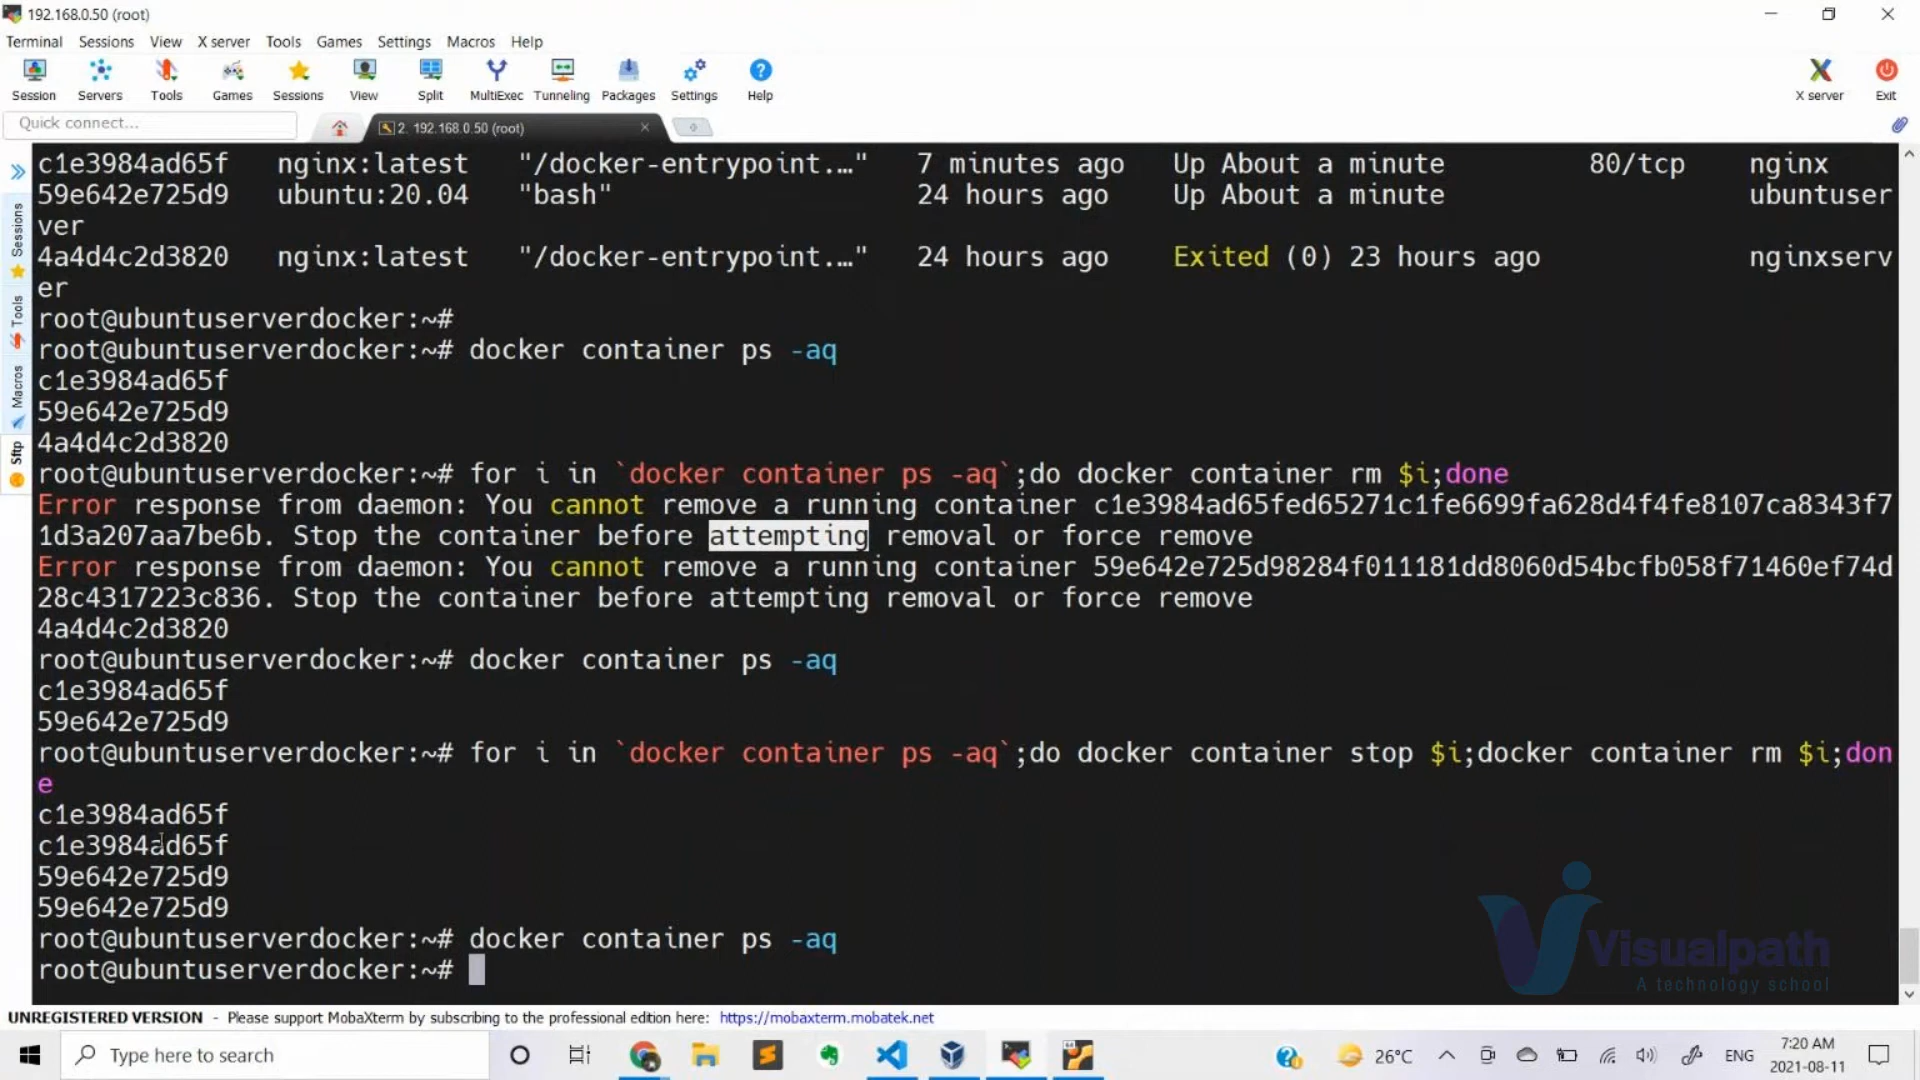 192.168.0.50 (root)
Terminal Sessions View X server Tools Games Settings Macros Help
Session Servers Tools Games Sessions View Split MultiExec Tunneling Packages Settings Help X server Exit
Quick connect...
2. 192.168.0.50 (root)
Sessions
Tools
Macros
Sftp
c1e3984ad65f nginx:latest "/docker-entrypoint.…" 7 minutes ago Up About a minute 80/tcp nginx
59e642e725d9 ubuntu:20.04 "bash" 24 hours ago Up About a minute ubuntuser
ver
4a4d4c2d3820 nginx:latest "/docker-entrypoint.…" 24 hours ago Exited (0) 23 hours ago nginxserv
er
root@ubuntuserverdocker:~#
root@ubuntuserverdocker:~# docker container ps -aq
c1e3984ad65f
59e642e725d9
4a4d4c2d3820
root@ubuntuserverdocker:~# for i in `docker container ps -aq`;do docker container rm $i;done
Error response from daemon: You cannot remove a running container c1e3984ad65fed65271c1fe6699fa628d4f4fe8107ca8343f7
1d3a207aa7be6b. Stop the container before attempting removal or force remove
Error response from daemon: You cannot remove a running container 59e642e725d98284f011181dd8060d54bcfb058f71460ef74d
28c4317223c836. Stop the container before attempting removal or force remove
4a4d4c2d3820
root@ubuntuserverdocker:~# docker container ps -aq
c1e3984ad65f
59e642e725d9
root@ubuntuserverdocker:~# for i in `docker container ps -aq`;do docker container stop $i;docker container rm $i;don
e
c1e3984ad65f
c1e3984ad65f
59e642e725d9
59e642e725d9
root@ubuntuserverdocker:~# docker container ps -aq
root@ubuntuserverdocker:~#
Visualpath
A technology school
UNREGISTERED VERSION - Please support MobaXterm by subscribing to the professional edition here: https://mobaxterm.mobatek.net
Type here to search
26°C ENG 7:20 AM
2021-08-11